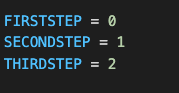 FIRSTSTEP = 0
SECONDSTEP = 1
THIRDSTEP = 2